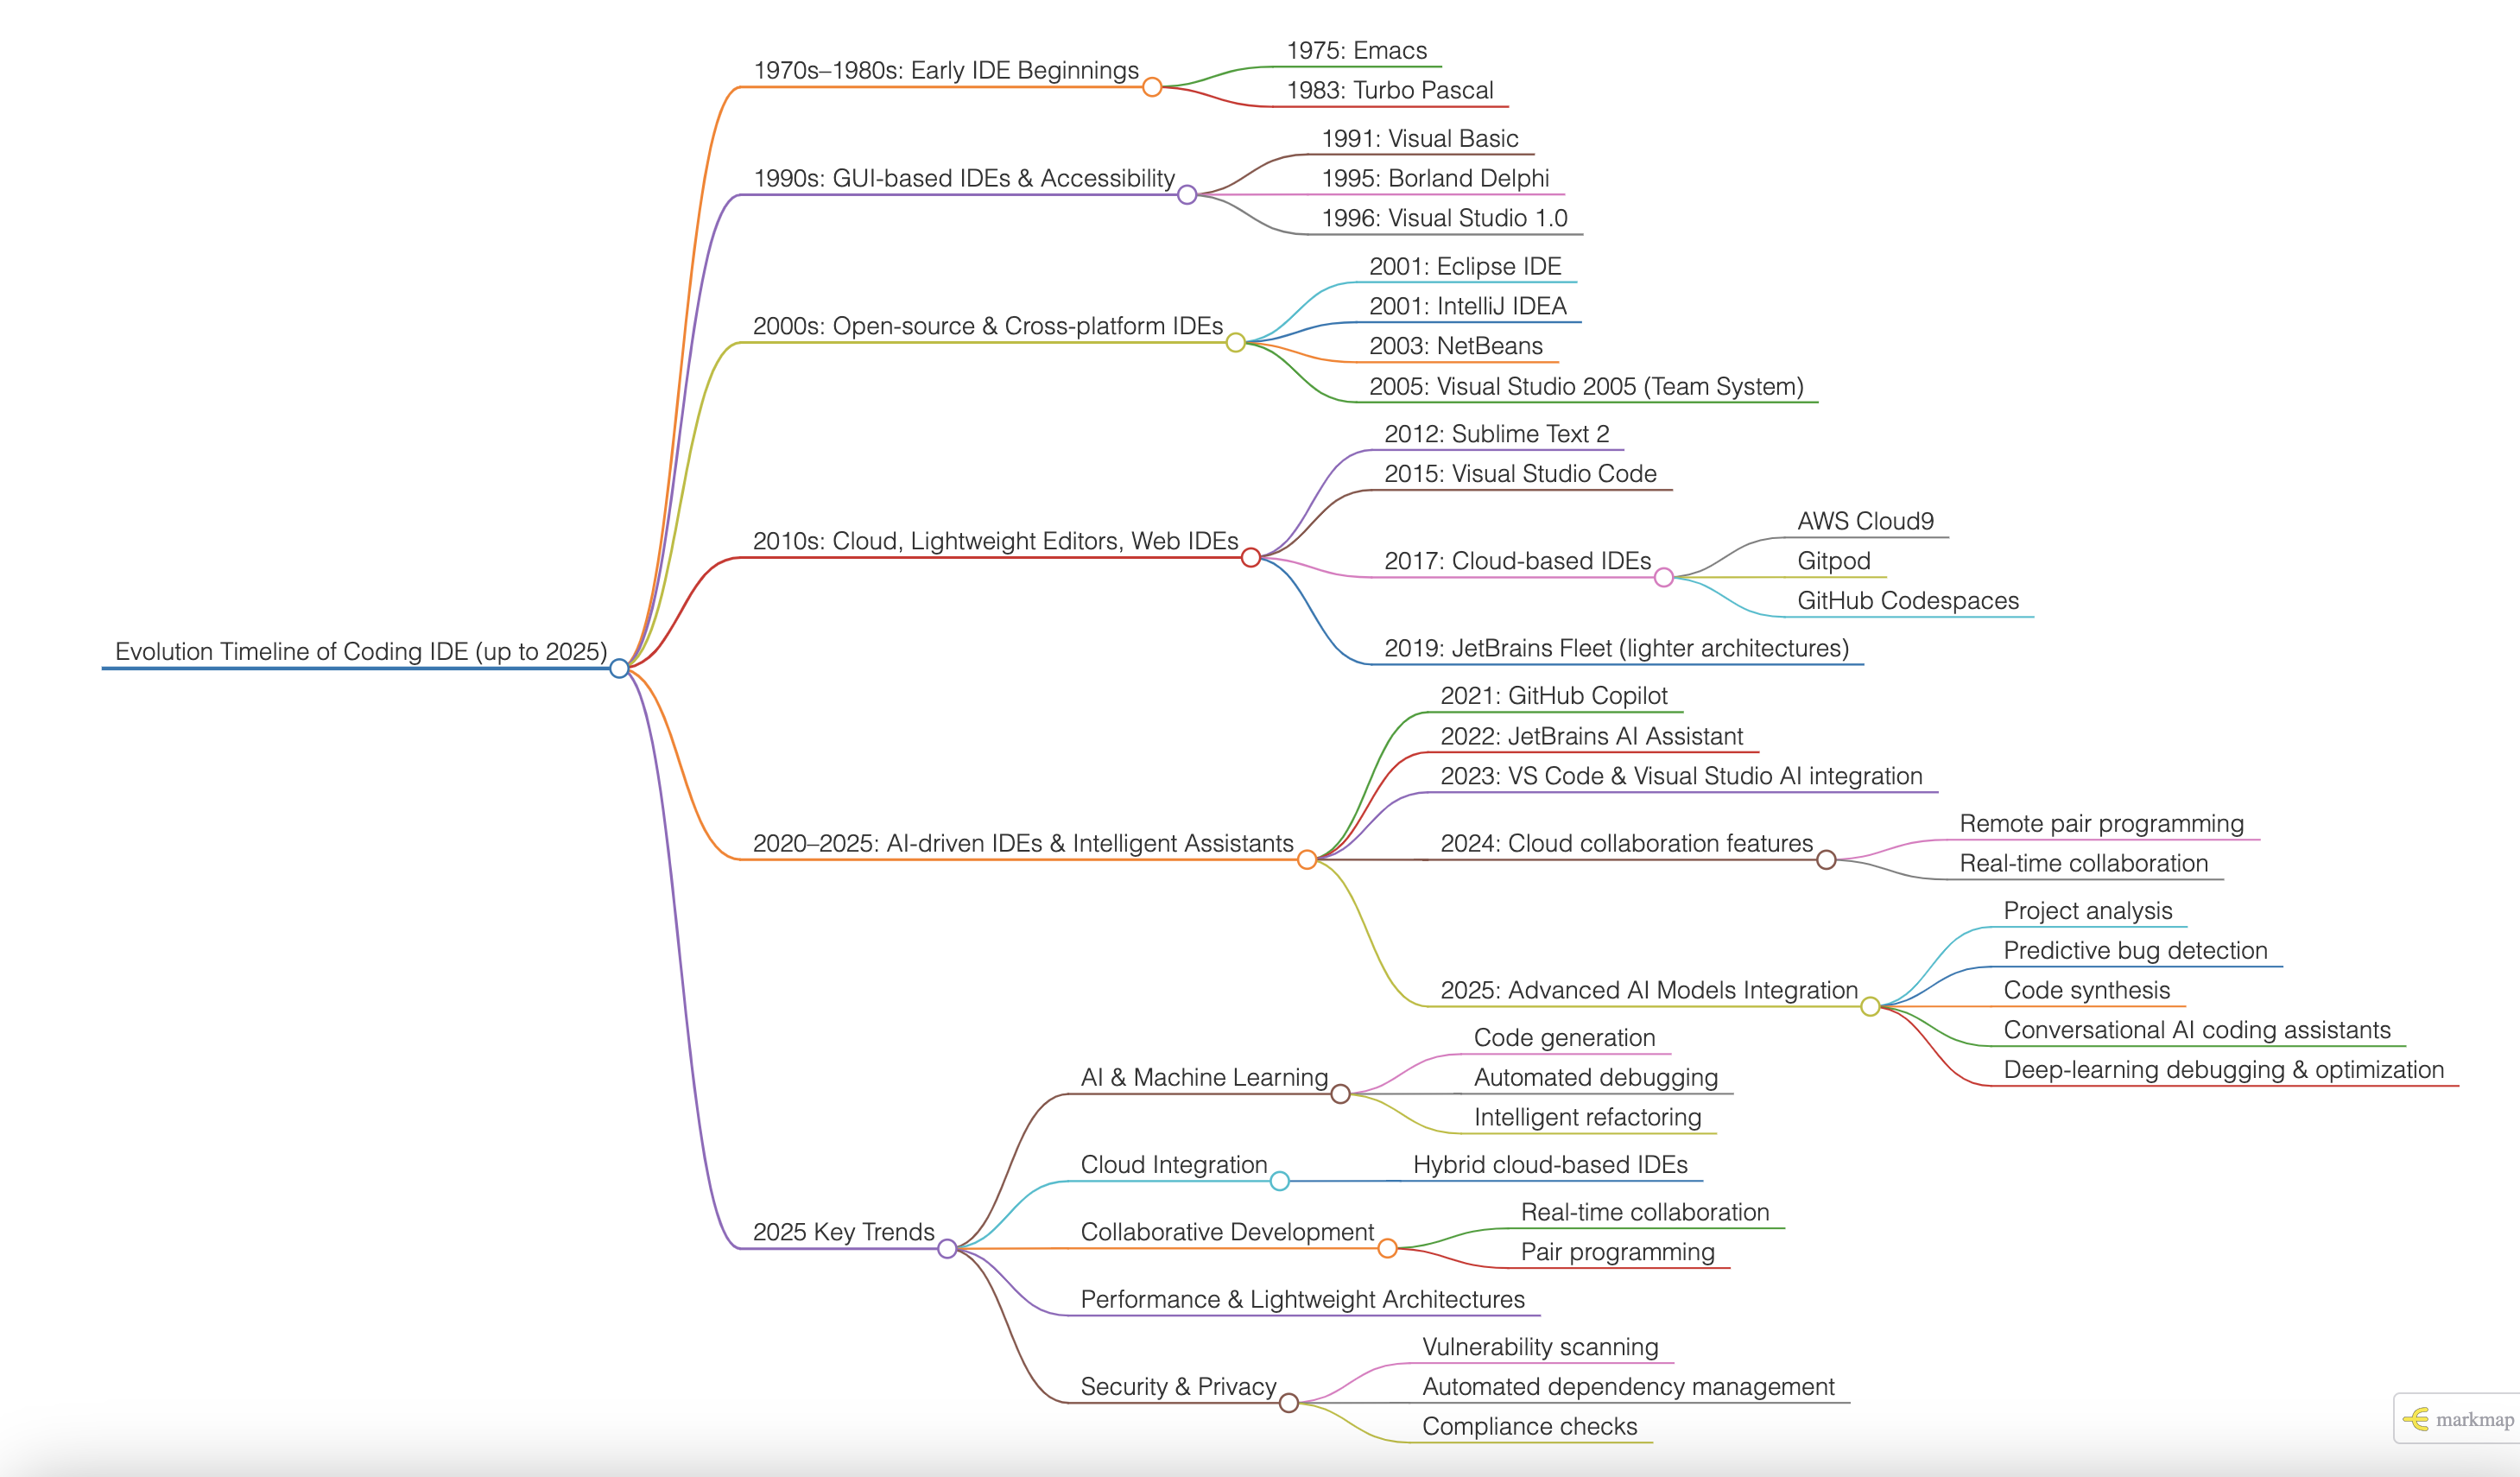 Evolution Timeline of Coding IDE (up to 2025)
1970s–1980s: Early IDE Beginnings
1975: Emacs
1983: Turbo Pascal
1990s: GUI-based IDEs & Accessibility
1991: Visual Basic
1995: Borland Delphi
1996: Visual Studio 1.0
2000s: Open-source & Cross-platform IDEs
2001: Eclipse IDE
2001: IntelliJ IDEA
2003: NetBeans
2005: Visual Studio 2005 (Team System)
2010s: Cloud, Lightweight Editors, Web IDEs
2012: Sublime Text 2
2015: Visual Studio Code
2017: Cloud-based IDEs
AWS Cloud9
Gitpod
GitHub Codespaces
2019: JetBrains Fleet (lighter architectures)
2020–2025: AI-driven IDEs & Intelligent Assistants
2021: GitHub Copilot
2022: JetBrains AI Assistant
2023: VS Code & Visual Studio AI integration
2024: Cloud collaboration features
Remote pair programming
Real-time collaboration
2025: Advanced AI Models Integration
Project analysis
Predictive bug detection
Code synthesis
Conversational AI coding assistants
Deep-learning debugging & optimization
2025 Key Trends
AI & Machine Learning
Code generation
Automated debugging
Intelligent refactoring
Cloud Integration
Hybrid cloud-based IDEs
Collaborative Development
Real-time collaboration
Pair programming
Performance & Lightweight Architectures
Security & Privacy
Vulnerability scanning
Automated dependency management
Compliance checks
markmap